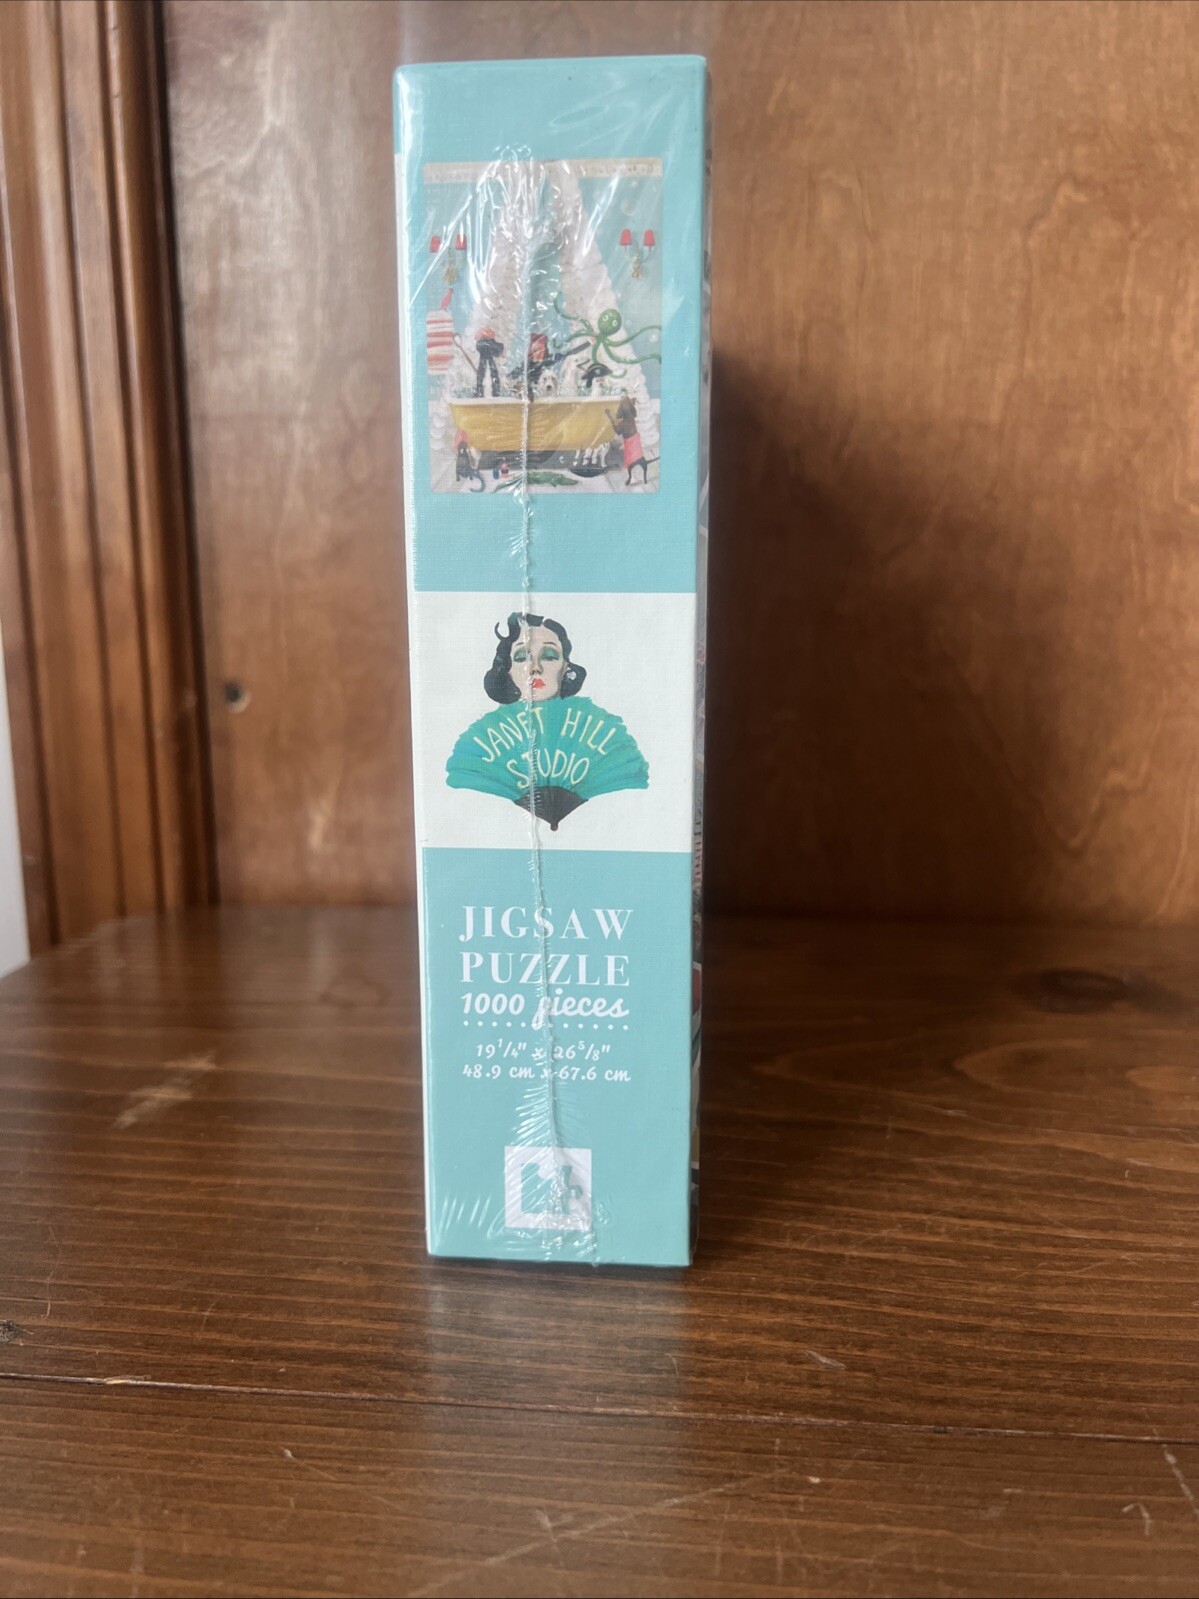 JANET HILL
STUDIO
JIGSAW
PUZZLE
1000 pieces
19 1/4" x 26 5/8"
48.9 cm x 67.6 cm